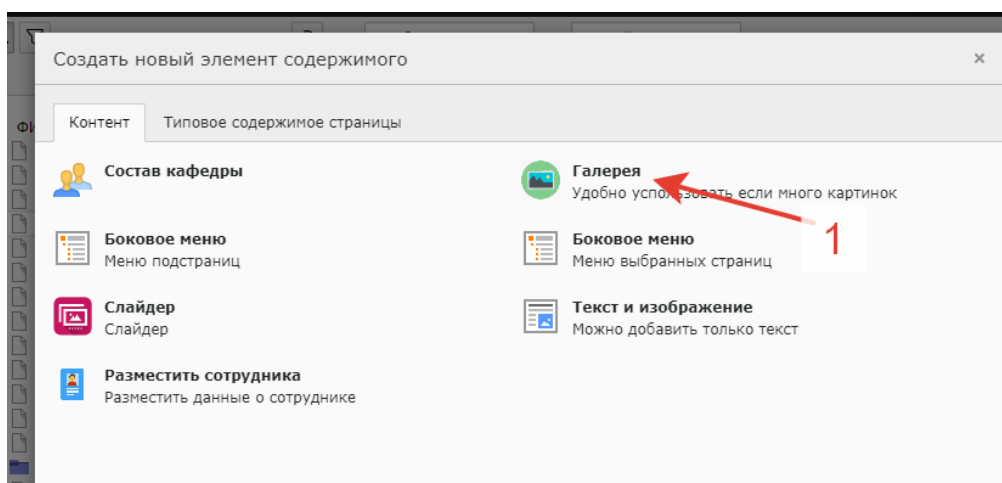 Создать новый элемент содержимого
×
Контент
Типовое содержимое страницы
Состав кафедры
Галерея
Удобно успользовать если много картинок
1
Боковое меню
Меню подстраниц
Боковое меню
Меню выбранных страниц
Слайдер
Слайдер
Текст и изображение
Можно добавить только текст
Разместить сотрудника
Разместить данные о сотруднике